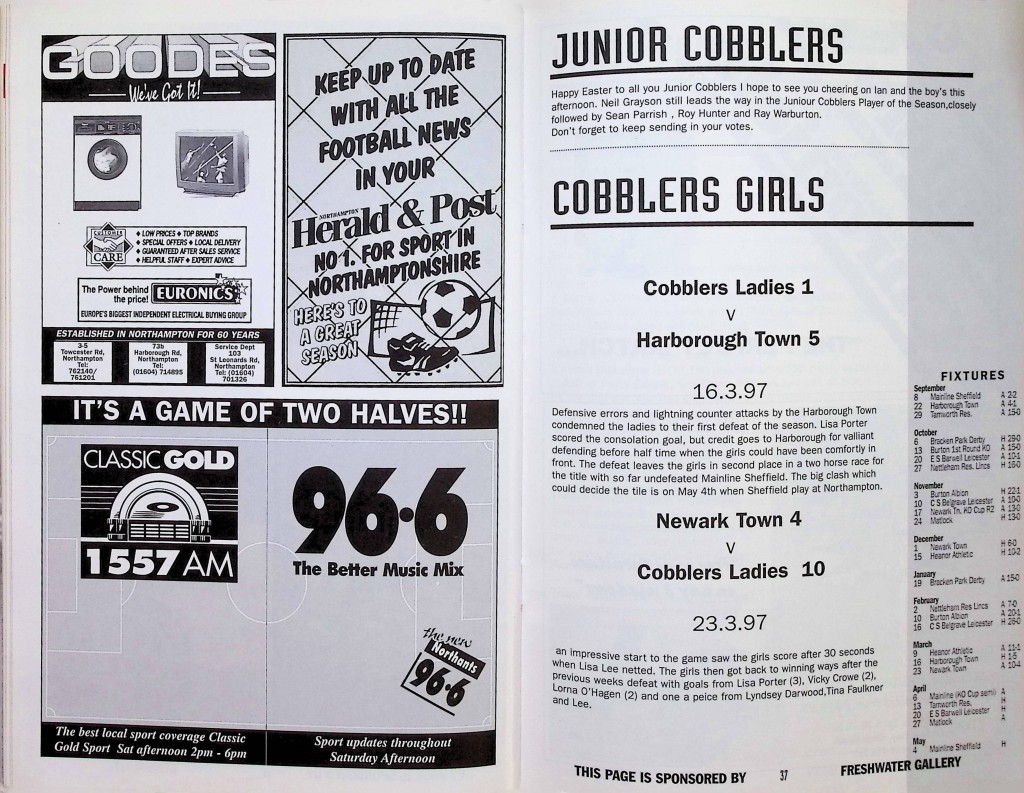 GOODES
We've Got It!
CUSTOMER CARE
♦ LOW PRICES ♦ TOP BRANDS
♦ SPECIAL OFFERS ♦ LOCAL DELIVERY
♦ GUARANTEED AFTER SALES SERVICE
♦ HELPFUL STAFF ♦ EXPERT ADVICE
The Power behind
the price!
EURONICS
EUROPE'S BIGGEST INDEPENDENT ELECTRICAL BUYING GROUP
ESTABLISHED IN NORTHAMPTON FOR 60 YEARS
3-5
Towcester Rd,
Northampton
Tel:
762140/
761201
73b
Harborough Rd,
Northampton
Tel:
(01604) 714895
Service Dept
103
St Leonards Rd,
Northampton
Tel: (01604)
701326
KEEP UP TO DATE
WITH ALL THE
FOOTBALL NEWS
IN YOUR
NORTHAMPTON
Herald & Post
NO 1. FOR SPORT IN
NORTHAMPTONSHIRE
HERE'S TO
A GREAT
SEASON
IT'S A GAME OF TWO HALVES!!
CLASSIC GOLD
1557 AM
The best local sport coverage Classic
Gold Sport Sat afternoon 2pm - 6pm
96·6
The Better Music Mix
the new
Northants
96·6
Sport updates throughout
Saturday Afternoon
JUNIOR COBBLERS
Happy Easter to all you Junior Cobblers I hope to see you cheering on Ian and the boy's this
afternoon. Neil Grayson still leads the way in the Juniour Cobblers Player of the Season,closely
followed by Sean Parrish , Roy Hunter and Ray Warburton.
Don't forget to keep sending in your votes.
COBBLERS GIRLS
Cobblers Ladies 1
v
Harborough Town 5
16.3.97
Defensive errors and lightning counter attacks by the Harborough Town
condemned the ladies to their first defeat of the season. Lisa Porter
scored the consolation goal, but credit goes to Harborough for valliant
defending before half time when the girls could have been comfortly in
front. The defeat leaves the girls in second place in a two horse race for
the title with so far undefeated Mainline Sheffield. The big clash which
could decide the tile is on May 4th when Sheffield play at Northampton.
Newark Town 4
v
Cobblers Ladies 10
23.3.97
an impressive start to the game saw the girls score after 30 seconds
when Lisa Lee netted. The girls then got back to winning ways after the
previous weeks defeat with goals from Lisa Porter (3), Vicky Crowe (2),
Lorna O'Hagen (2) and one a peice from Lyndsey Darwood,Tina Faulkner
and Lee.
FIXTURES
September
8 Mainline Sheffield A 2-2
22 Harborough Town A 4-1
29 Tamworth Res. A 15-0
October
6 Bracken Park Derby H 29-0
13 Burton 1st Round KO A 15-0
20 E S Barwell Leicester A 10-1
27 Nettleham Res. Lincs H 16-0
November
3 Burton Albion H 22-1
10 C S Belgrave Leicester A 10-0
17 Newark Tn. KO Cup R2 A 13-0
24 Matlock H 13-0
December
1 Newark Town H 6-0
15 Heanor Athletic H 10-2
January
19 Bracken Park Derby A 15-0
February
2 Nettleham Res Lincs A 7-0
10 Burton Albion A 20-1
16 C S Belgrave Leicester H 26-0
March
9 Heanor Athletic A 11-1
16 Harborough Town H 1-5
23 Newark Town A 10-4
April
6 Mainline (KO Cup semi) A
13 Tamworth Res. H
20 E S Barwell Leicester H
27 Matlock A
May
4 Mainline Sheffield H
THIS PAGE IS SPONSORED BY 37 FRESHWATER GALLERY